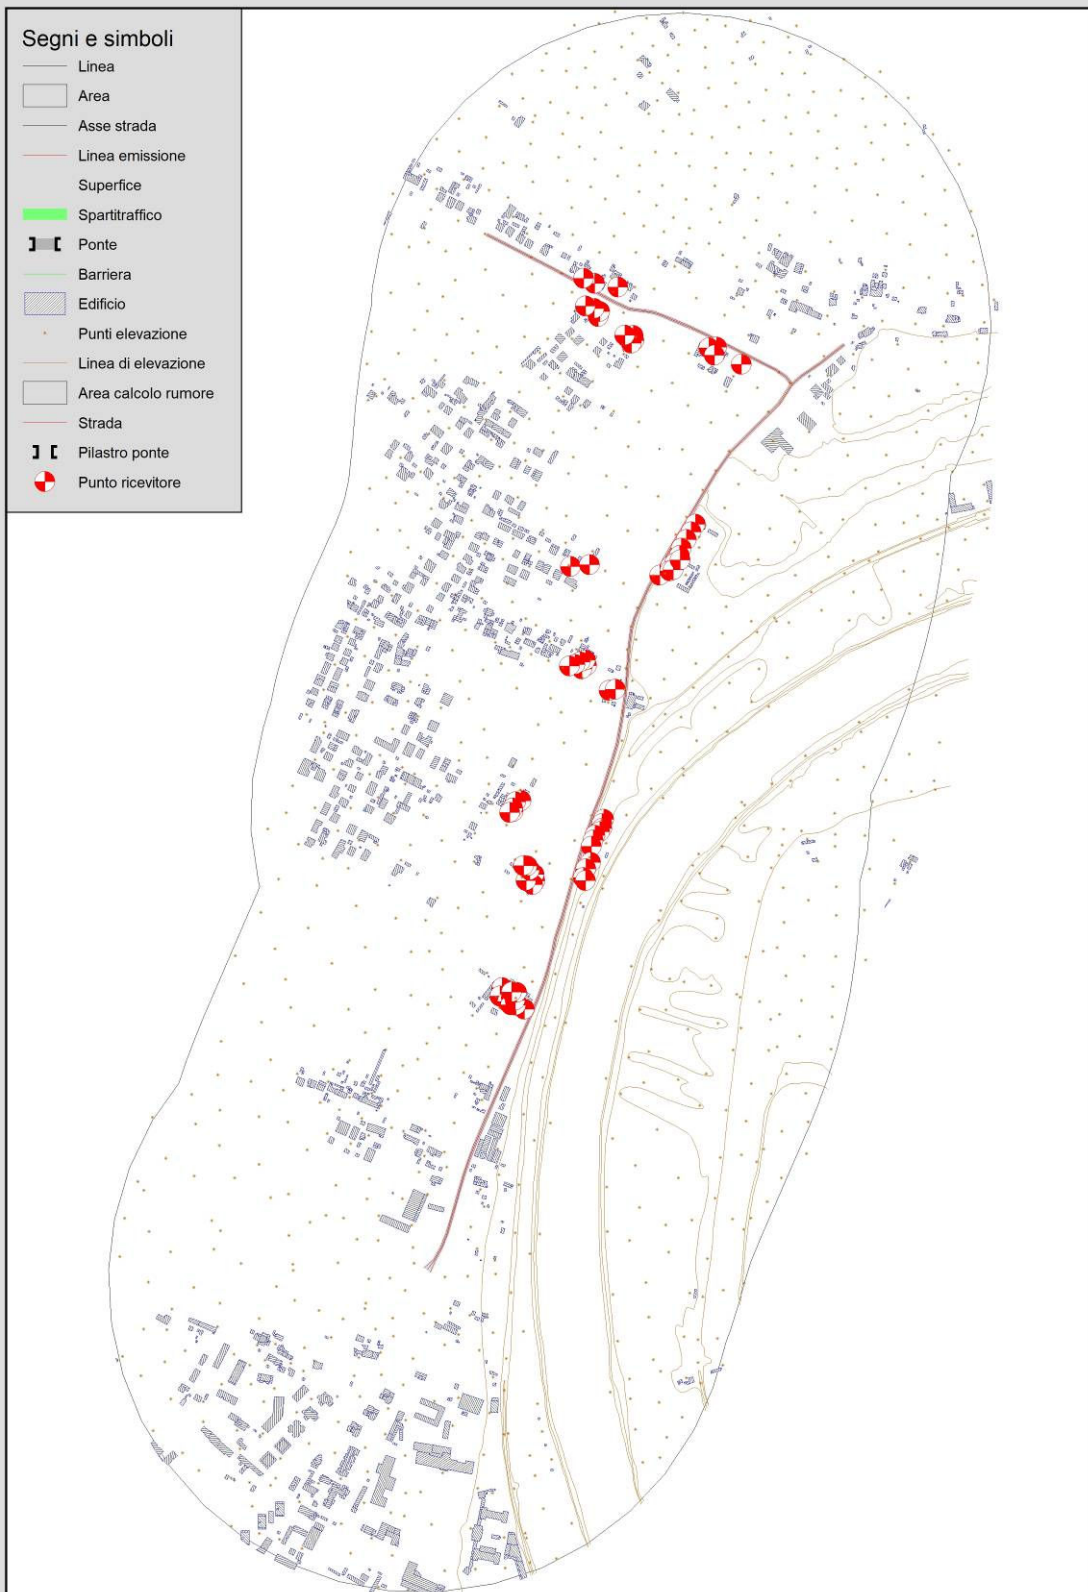 Segni e simboli
Linea
Area
Asse strada
Linea emissione
Superfice
Spartitraffico
Ponte
Barriera
Edificio
Punti elevazione
Linea di elevazione
Area calcolo rumore
Strada
Pilastro ponte
Punto ricevitore